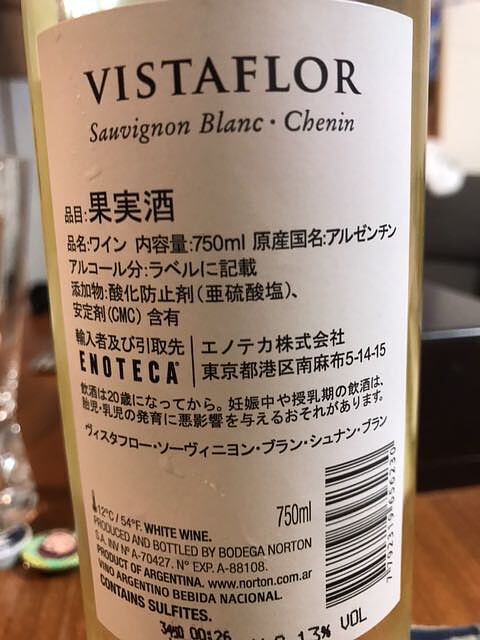 VISTAFLOR
Sauvignon Blanc・Chenin
品目:果実酒
品名:ワイン 内容量:750ml 原産国名:アルゼンチン
アルコール分:ラベルに記載
添加物:酸化防止剤(亜硫酸塩)、
安定剤(CMC) 含有
輸入者及び引取先 エノテカ株式会社
ENOTECA 東京都港区南麻布5-14-15
飲酒は20歳になってから。妊娠中や授乳期の飲酒は、
胎児・乳児の発育に悪影響を与えるおそれがあります。
ヴィスタフロー・ソーヴィニヨン・ブラン・シュナン・ブラン
12°C / 54°F. WHITE WINE. 750ml
PRODUCED AND BOTTLED BY BODEGA NORTON
S.A. INV Nº A-70427. Nº EXP. A-88108.
PRODUCT OF ARGENTINA. www.norton.com.ar
VINO ARGENTINO BEBIDA NACIONAL.
CONTAINS SULFITES.
7792319656230
00:26 13% VOL